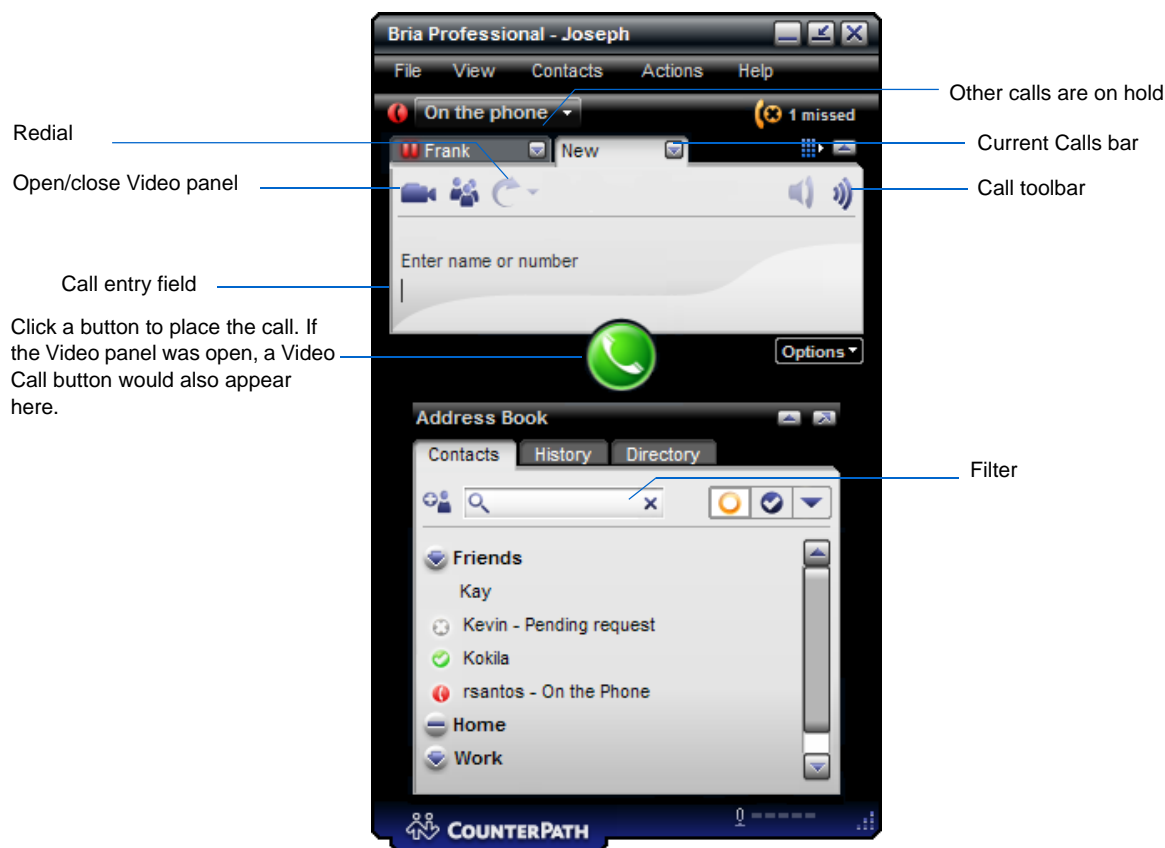 Bria Professional - Joseph
File View Contacts Actions Help
On the phone
1 missed
Other calls are on hold
Redial
Frank
New
Current Calls bar
Open/close Video panel
Call toolbar
Enter name or number
Call entry field
Click a button to place the call. If
the Video panel was open, a Video
Call button would also appear
here.
Options
Address Book
Contacts History Directory
Filter
Friends
Kay
Kevin - Pending request
Kokila
rsantos - On the Phone
Home
Work
COUNTERPATH